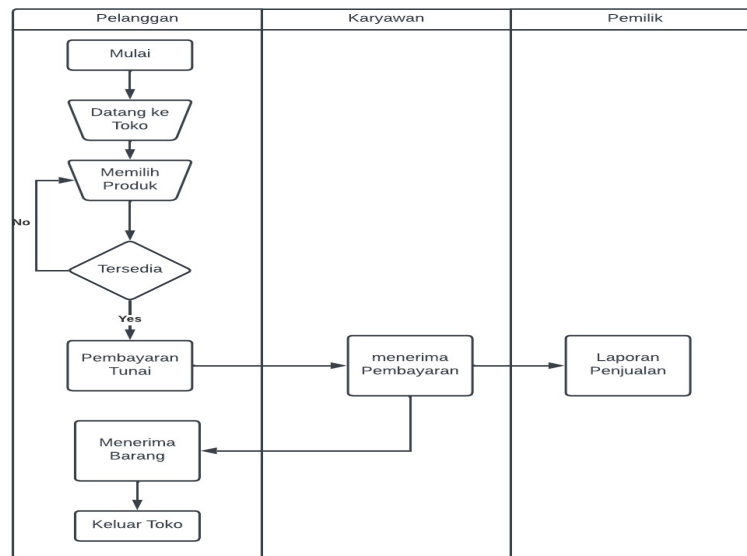 Pelanggan
Karyawan
Pemilik
Mulai
Datang ke
Toko
Memilih
Produk
No
Tersedia
Yes
Pembayaran
Tunai
menerima
Pembayaran
Laporan
Penjualan
Menerima
Barang
Keluar Toko